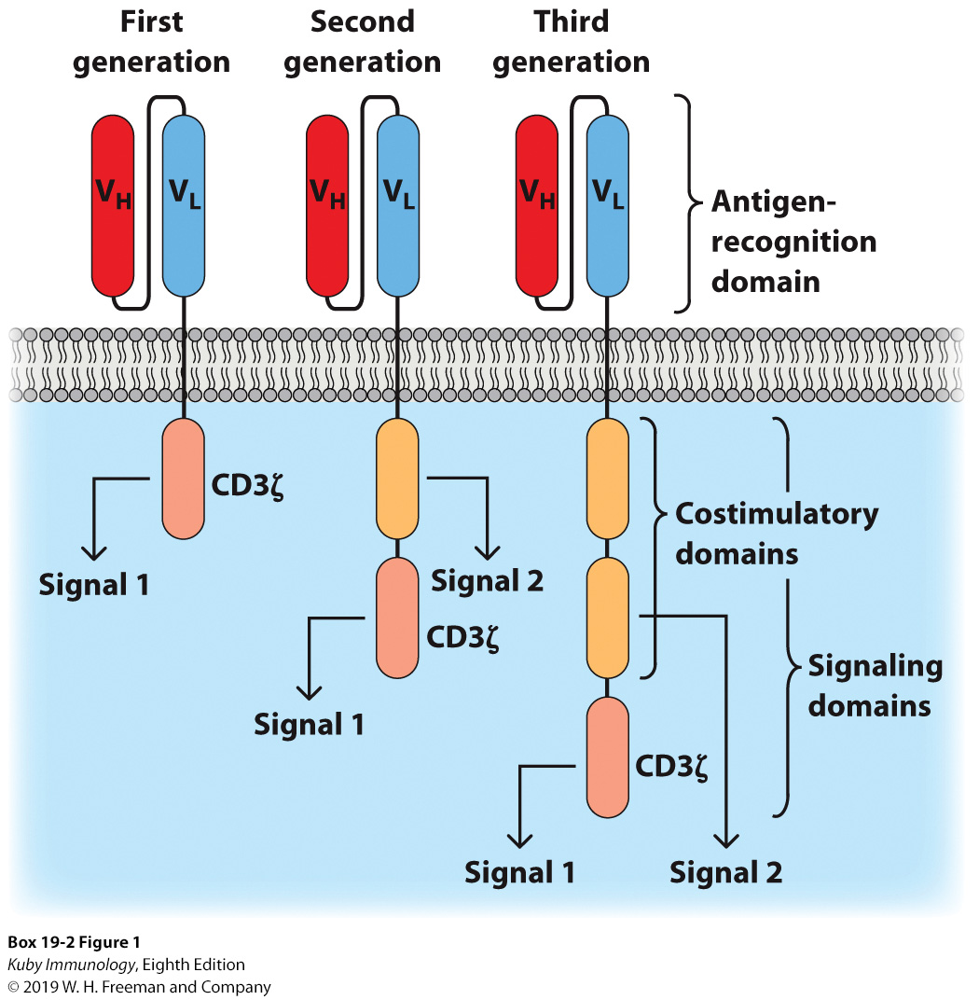 First
generation
Second
generation
Third
generation
VH
VL
VH
VL
VH
VL
Antigen-
recognition
domain
CD3ζ
Signal 1
Signal 2
CD3ζ
Signal 1
Costimulatory
domains
Signaling
domains
CD3ζ
Signal 1
Signal 2
Box 19-2 Figure 1
Kuby Immunology, Eighth Edition
© 2019 W. H. Freeman and Company